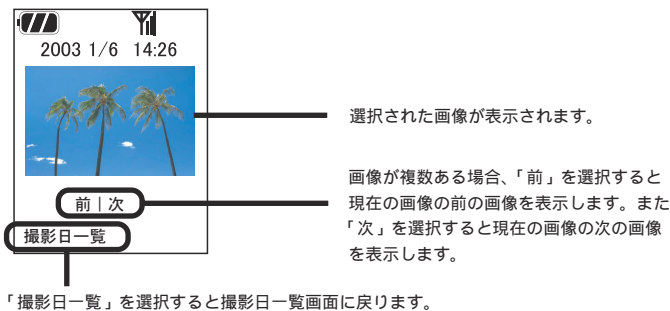 2003 1/6 14:26
選択された画像が表示されます。
画像が複数ある場合、「前」を選択すると
現在の画像の前の画像を表示します。また
「次」を選択すると現在の画像の次の画像
を表示します。
前｜次
撮影日一覧
「撮影日一覧」を選択すると撮影日一覧画面に戻ります。